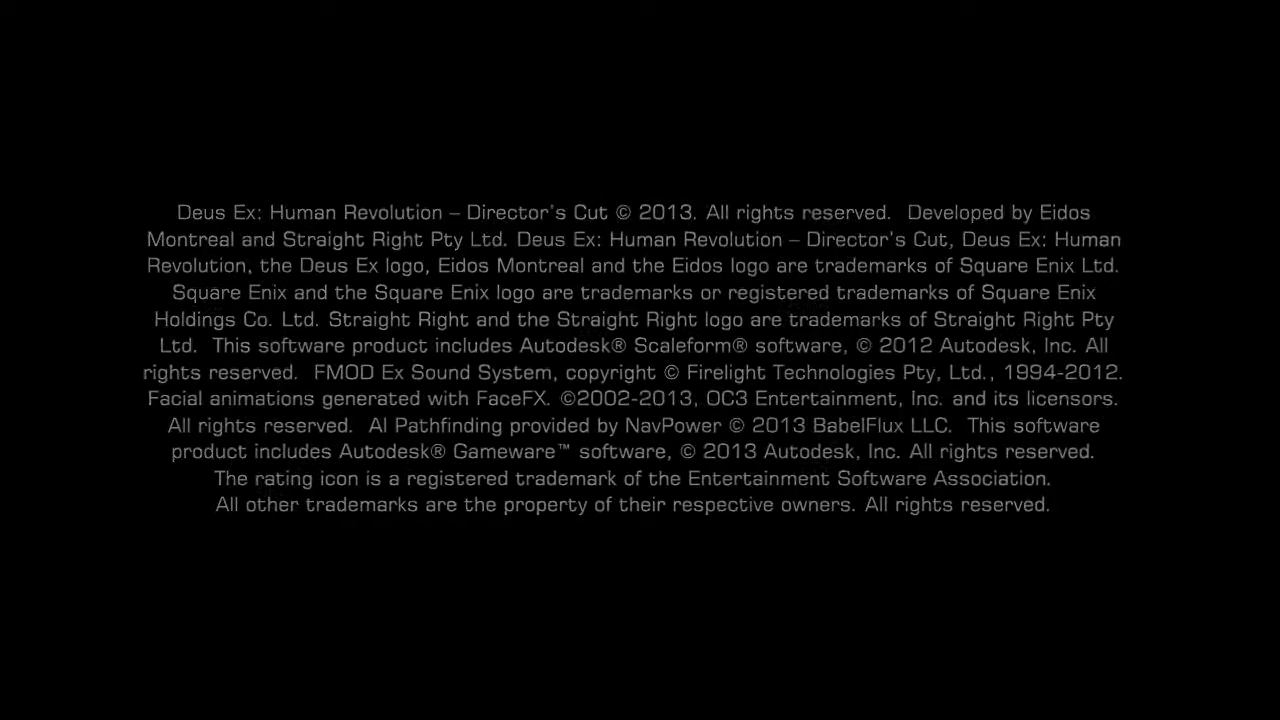 Deus Ex: Human Revolution – Director's Cut © 2013. All rights reserved.  Developed by Eidos
Montreal and Straight Right Pty Ltd. Deus Ex: Human Revolution – Director's Cut, Deus Ex: Human
Revolution, the Deus Ex logo, Eidos Montreal and the Eidos logo are trademarks of Square Enix Ltd.
Square Enix and the Square Enix logo are trademarks or registered trademarks of Square Enix
Holdings Co. Ltd. Straight Right and the Straight Right logo are trademarks of Straight Right Pty
Ltd.  This software product includes Autodesk® Scaleform® software, © 2012 Autodesk, Inc. All
rights reserved.  FMOD Ex Sound System, copyright © Firelight Technologies Pty, Ltd., 1994-2012.
Facial animations generated with FaceFX. ©2002-2013, OC3 Entertainment, Inc. and its licensors.
All rights reserved.  AI Pathfinding provided by NavPower © 2013 BabelFlux LLC.  This software
product includes Autodesk® Gameware™ software, © 2013 Autodesk, Inc. All rights reserved.
The rating icon is a registered trademark of the Entertainment Software Association.
All other trademarks are the property of their respective owners. All rights reserved.